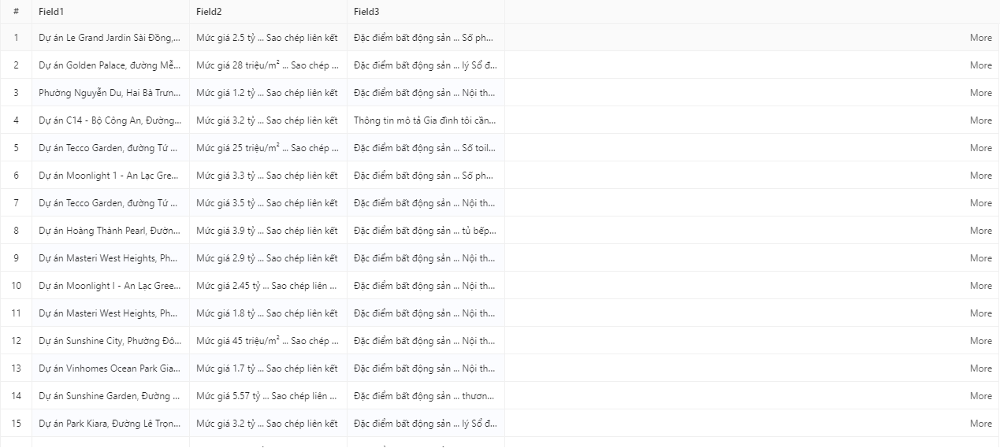 # Field1 Field2 Field3
1 Dự án Le Grand Jardin Sài Đồng,... Mức giá 2.5 tỷ ... Sao chép liên kết Đặc điểm bất động sản ... Số ph... More
2 Dự án Golden Palace, đường Mễ... Mức giá 28 triệu/m² ... Sao chép ... Đặc điểm bất động sản ... lý Sổ đ... More
3 Phường Nguyễn Du, Hai Bà Trưn... Mức giá 1.2 tỷ ... Sao chép liên kết Đặc điểm bất động sản ... Nội th... More
4 Dự án C14 - Bộ Công An, Đường... Mức giá 3.2 tỷ ... Sao chép liên kết Thông tin mô tả Gia đình tôi cần... More
5 Dự án Tecco Garden, đường Tứ ... Mức giá 25 triệu/m² ... Sao chép ... Đặc điểm bất động sản ... Số toil... More
6 Dự án Moonlight 1 - An Lạc Gre... Mức giá 3.3 tỷ ... Sao chép liên kết Đặc điểm bất động sản ... Số ph... More
7 Dự án Tecco Garden, đường Tứ ... Mức giá 3.5 tỷ ... Sao chép liên kết Đặc điểm bất động sản ... Nội th... More
8 Dự án Hoàng Thành Pearl, Đườn... Mức giá 3.9 tỷ ... Sao chép liên kết Đặc điểm bất động sản ... tủ bếp... More
9 Dự án Masteri West Heights, Ph... Mức giá 2.9 tỷ ... Sao chép liên kết Đặc điểm bất động sản ... Nội th... More
10 Dự án Moonlight I - An Lạc Gree... Mức giá 2.45 tỷ ... Sao chép liên ... Đặc điểm bất động sản ... Nội th... More
11 Dự án Masteri West Heights, Ph... Mức giá 1.8 tỷ ... Sao chép liên kết Đặc điểm bất động sản ... Nội th... More
12 Dự án Sunshine City, Phường Đô... Mức giá 45 triệu/m² ... Sao chép ... Đặc điểm bất động sản ... Nội th... More
13 Dự án Vinhomes Ocean Park Gia... Mức giá 1.7 tỷ ... Sao chép liên kết Đặc điểm bất động sản ... Nội th... More
14 Dự án Sunshine Garden, Đường ... Mức giá 5.57 tỷ ... Sao chép liên ... Đặc điểm bất động sản ... thươn... More
15 Dự án Park Kiara, Đường Lê Trọn... Mức giá 3.2 tỷ ... Sao chép liên kết Đặc điểm bất động sản ... lý Sổ đ... More